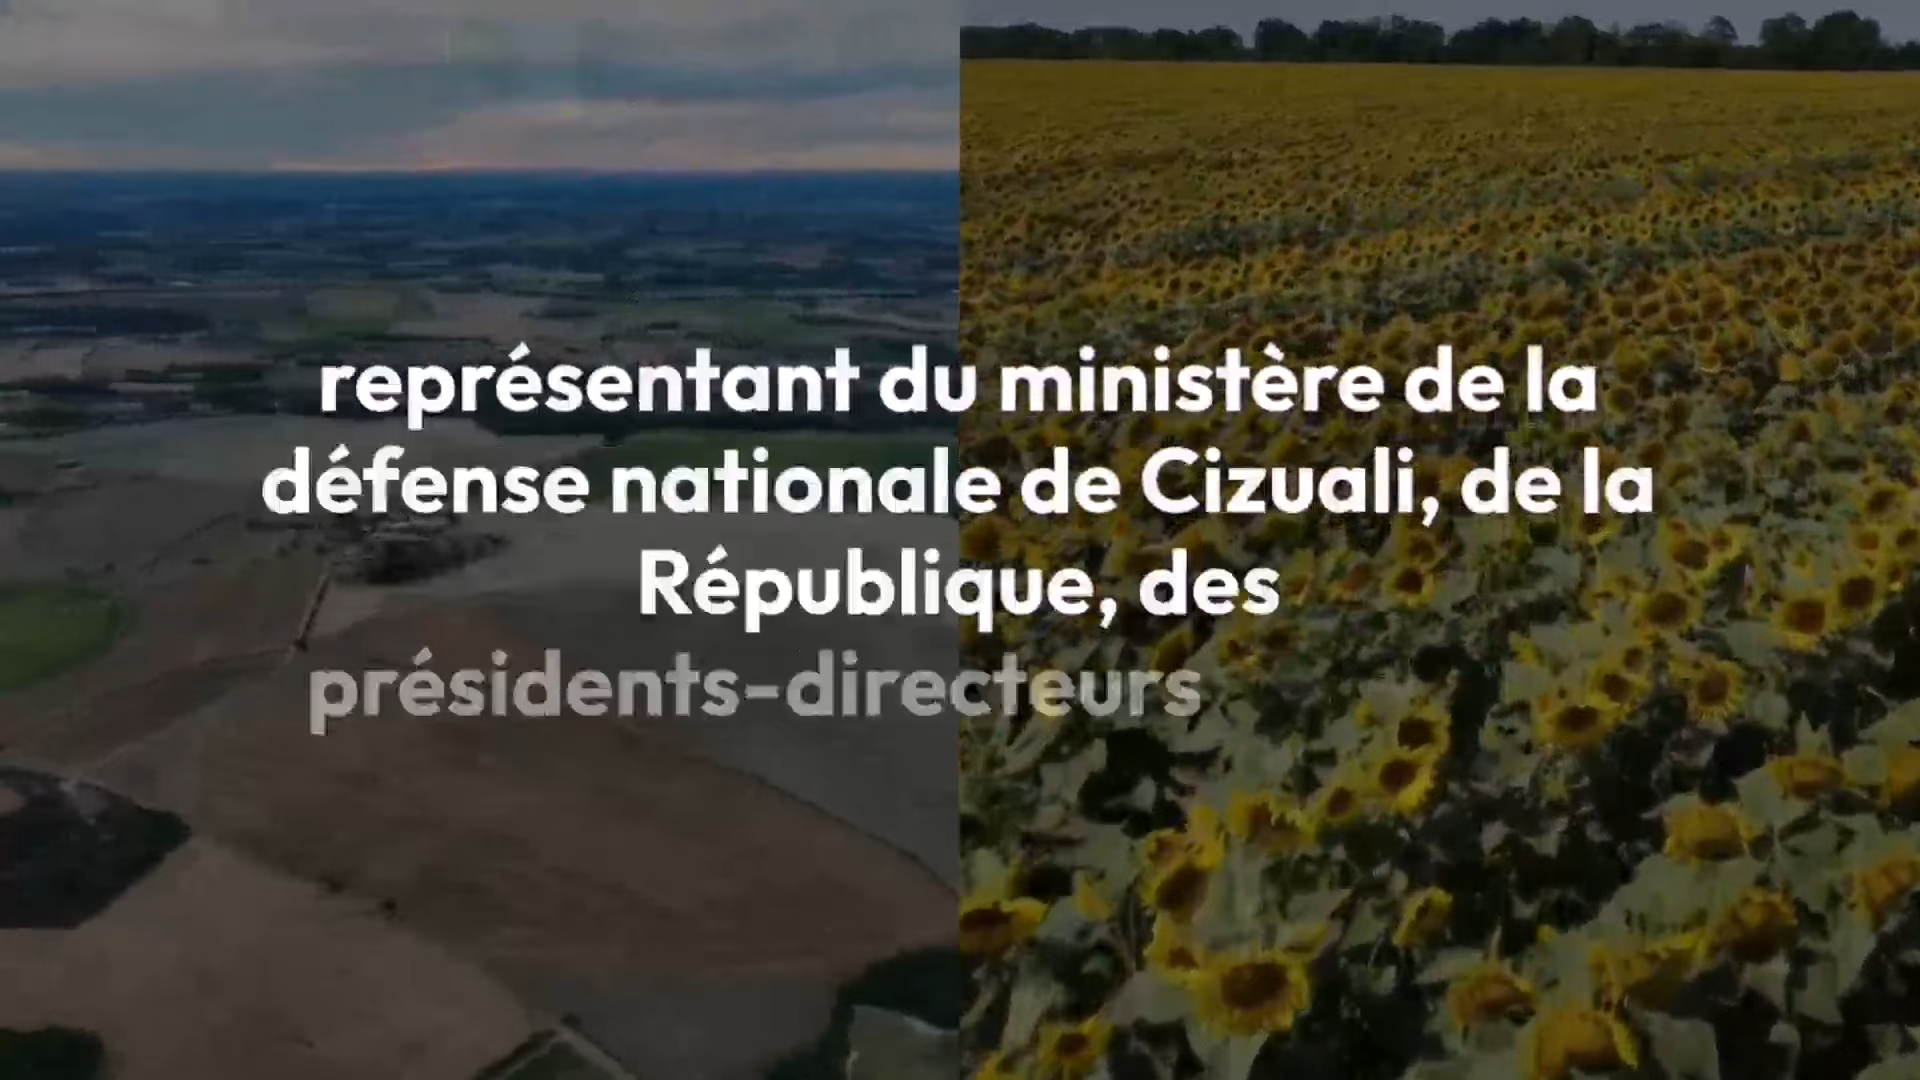 représentant du ministère de la
défense nationale de Cizuali, de la
République, des
présidents-directeurs